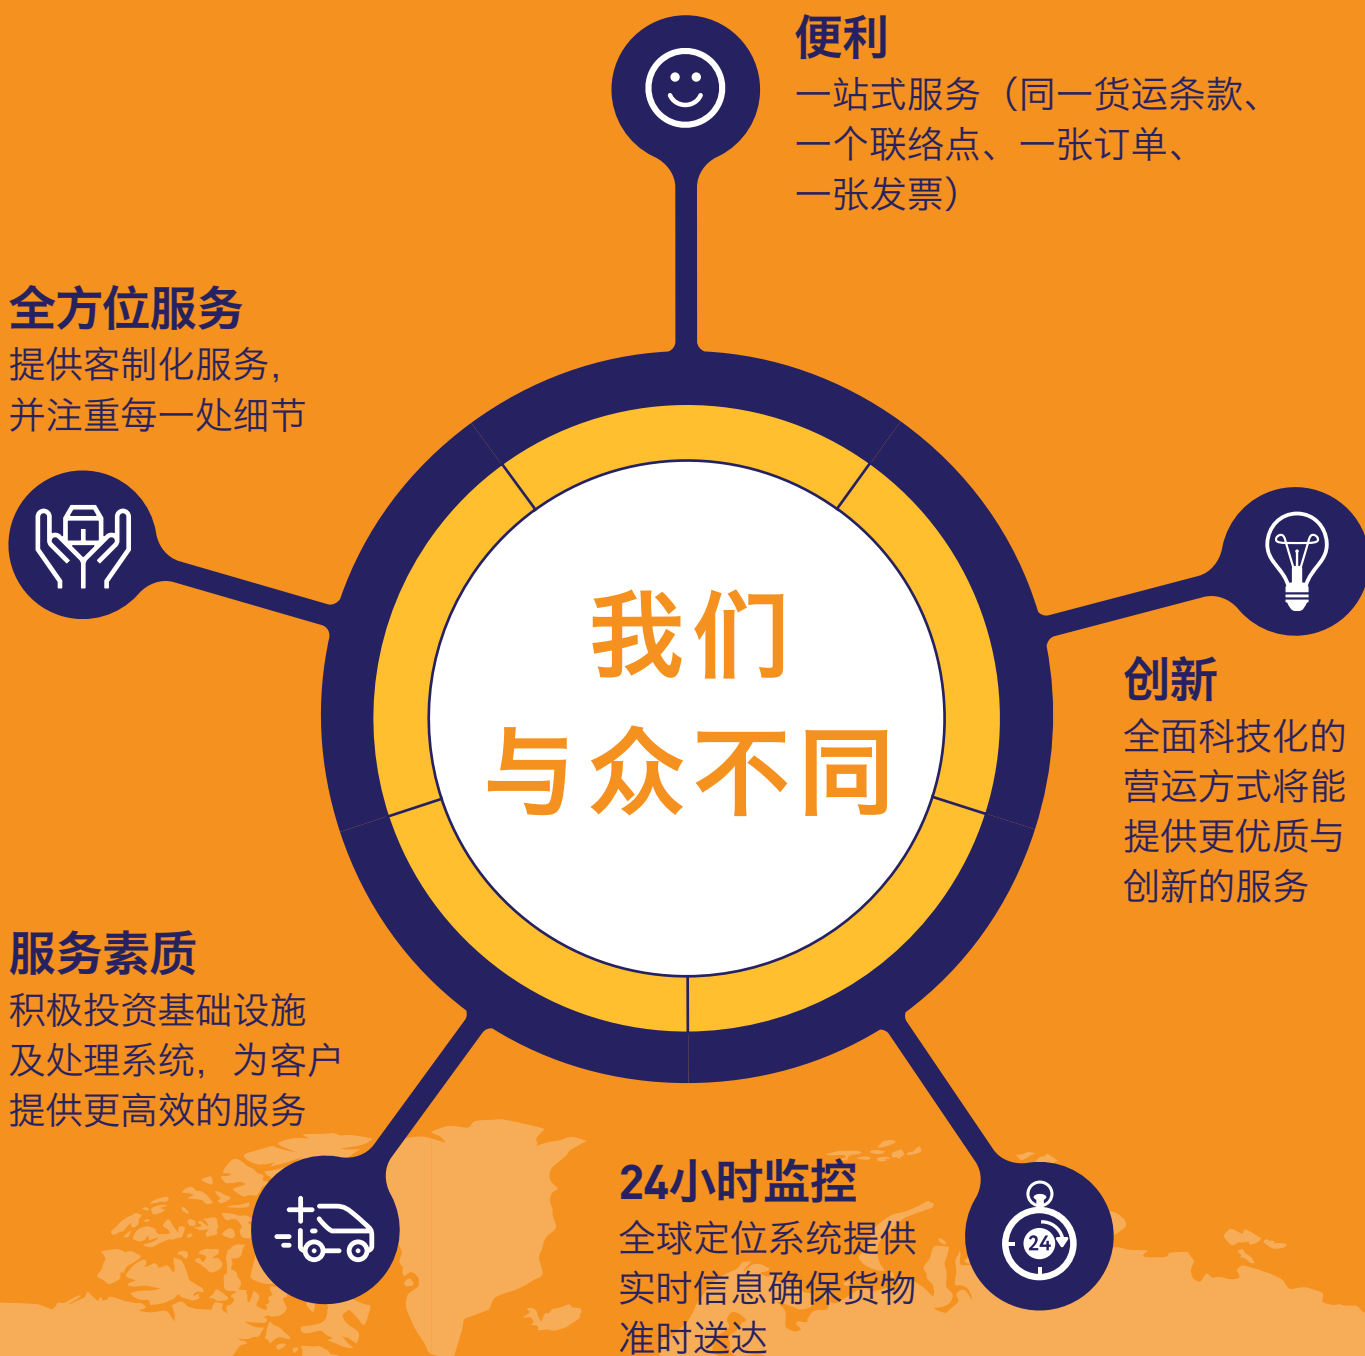 便利
一站式服务（同一货运条款、
一个联络点、一张订单、
一张发票）
全方位服务
提供客制化服务，
并注重每一处细节
我们
与众不同
创新
全面科技化的
营运方式将能
提供更优质与
创新的服务
服务素质
积极投资基础设施
及处理系统，为客户
提供更高效的服务
24小时监控
全球定位系统提供
实时信息确保货物
准时送达
24